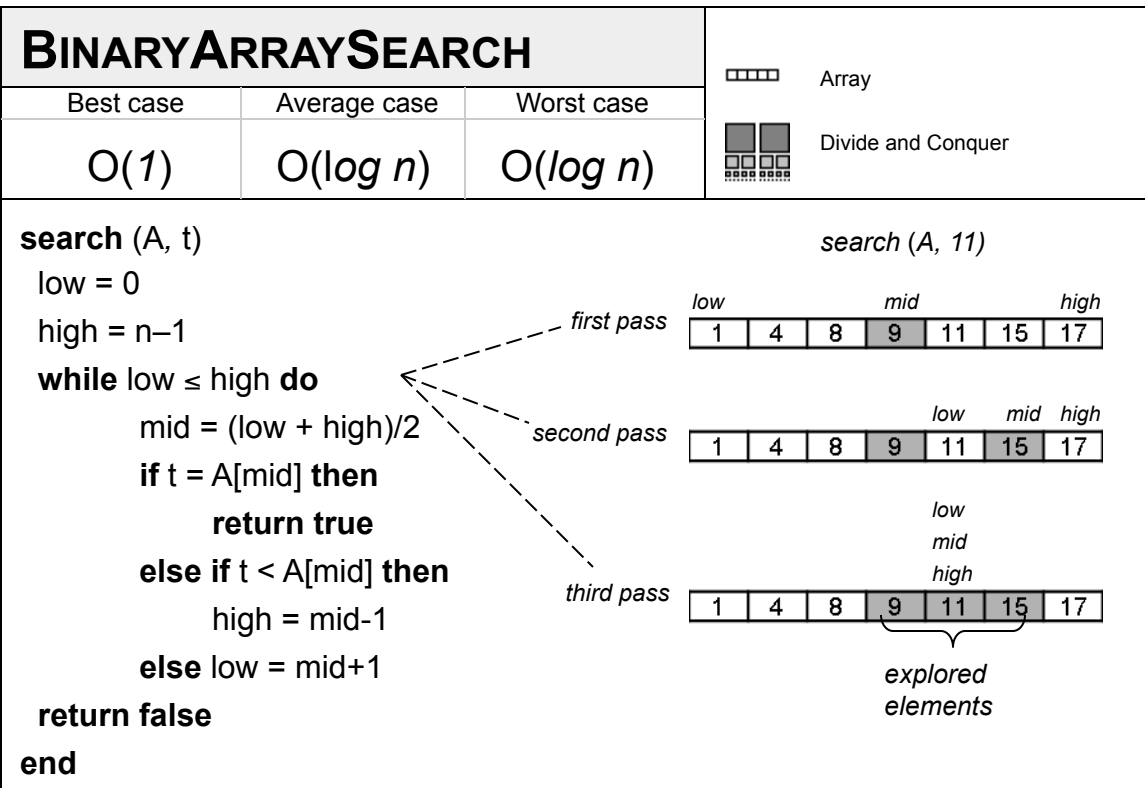 BINARYARRAYSEARCH
Best case Average case Worst case
O(1) O(log n) O(log n)
Array
Divide and Conquer
search (A, t)
low = 0
high = n–1
while low ≤ high do
mid = (low + high)/2
if t = A[mid] then
return true
else if t < A[mid] then
high = mid-1
else low = mid+1
return false
end
search (A, 11)
first pass
low mid high
1 4 8 9 11 15 17
second pass
low mid high
1 4 8 9 11 15 17
third pass
low
mid
high
1 4 8 9 11 15 17
explored
elements